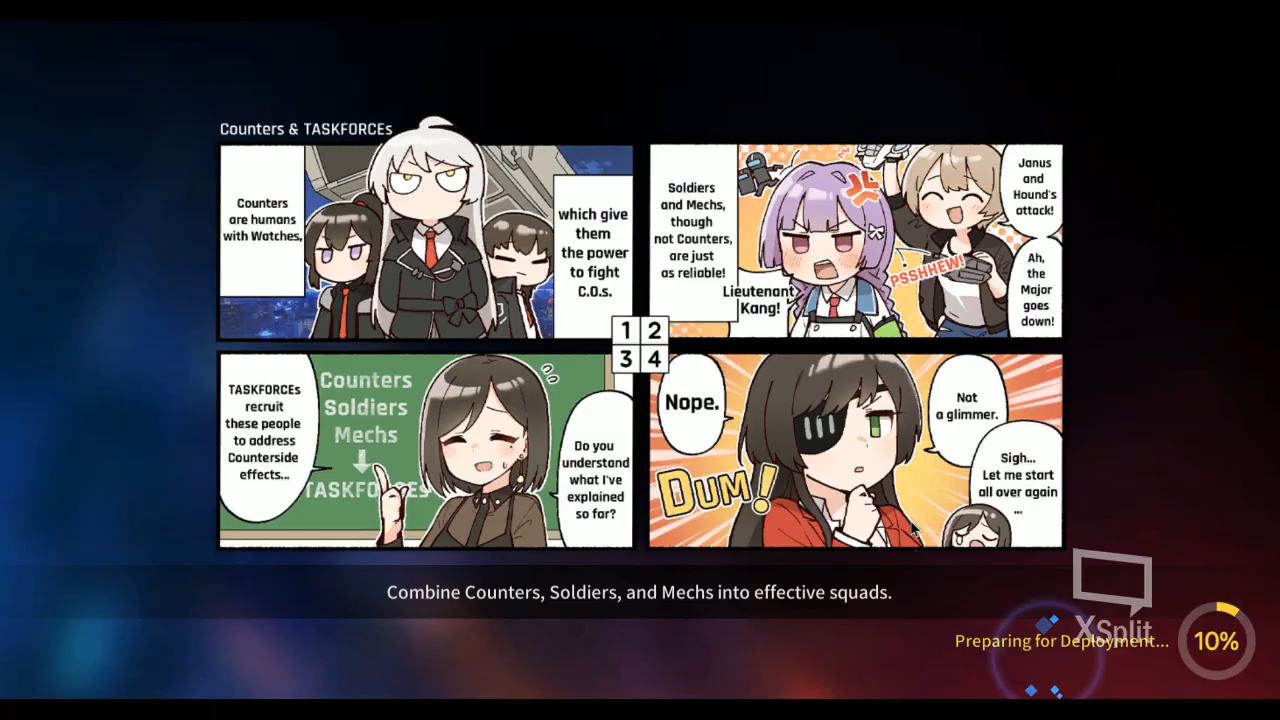 Counters & TASKFORCEs
Counters
are humans
with Watches,
which give
them
the power
to fight
C.O.s.
Soldiers
and Mechs,
though
not Counters,
are just
as reliable!
Lieutenant
Kang!
PSSHHEW!
Janus
and
Hound's
attack!
Ah,
the
Major
goes
down!
1 2
3 4
TASKFORCEs
recruit
these people
to address
Counterside
effects...
Counters
Soldiers
Mechs
TASKFORCEs
Do you
understand
what I've
explained
so far?
Nope.
DUM!
Not
a glimmer.
Sigh...
Let me start
all over again
...
Combine Counters, Soldiers, and Mechs into effective squads.
XSplit
Preparing for Deployment...
10%